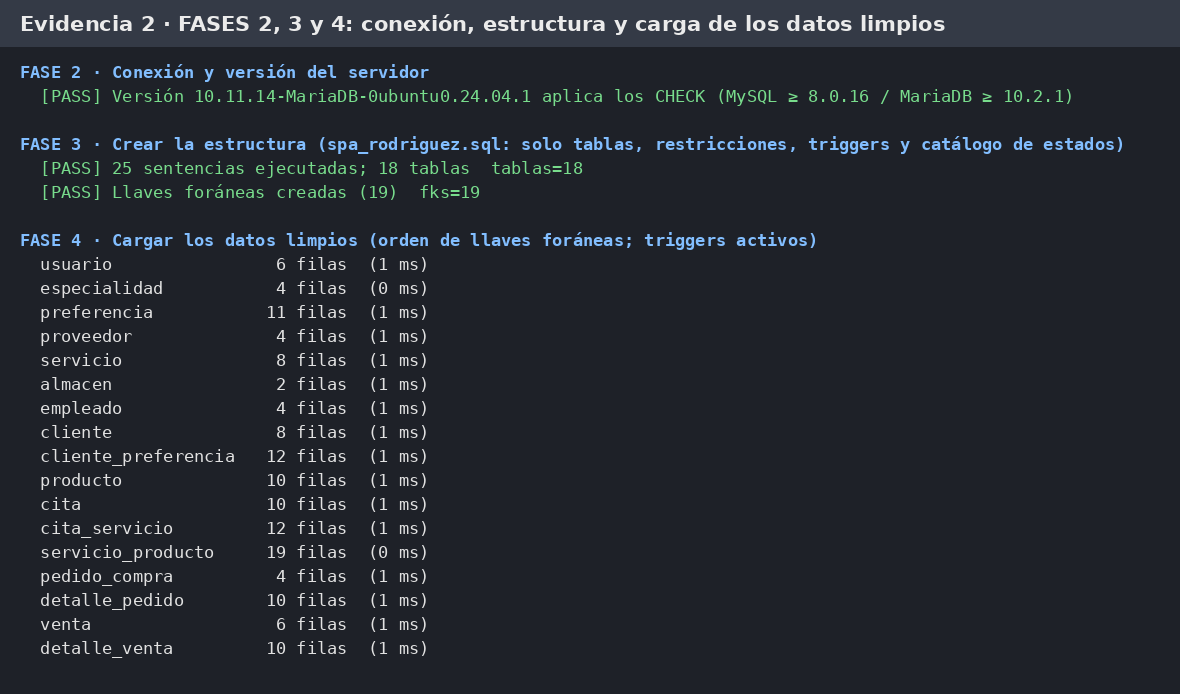 Evidencia 2 · FASES 2, 3 y 4: conexión, estructura y carga de los datos limpios
FASE 2 · Conexión y versión del servidor
[PASS] Versión 10.11.14-MariaDB-0ubuntu0.24.04.1 aplica los CHECK (MySQL ≥ 8.0.16 / MariaDB ≥ 10.2.1)
FASE 3 · Crear la estructura (spa_rodriguez.sql: solo tablas, restricciones, triggers y catálogo de estados)
[PASS] 25 sentencias ejecutadas; 18 tablas  tablas=18
[PASS] Llaves foráneas creadas (19)  fks=19
FASE 4 · Cargar los datos limpios (orden de llaves foráneas; triggers activos)
usuario                6 filas  (1 ms)
especialidad           4 filas  (0 ms)
preferencia           11 filas  (1 ms)
proveedor              4 filas  (1 ms)
servicio               8 filas  (1 ms)
almacen                2 filas  (1 ms)
empleado               4 filas  (1 ms)
cliente                8 filas  (1 ms)
cliente_preferencia   12 filas  (1 ms)
producto              10 filas  (1 ms)
cita                  10 filas  (1 ms)
cita_servicio         12 filas  (1 ms)
servicio_producto     19 filas  (0 ms)
pedido_compra          4 filas  (1 ms)
detalle_pedido        10 filas  (1 ms)
venta                  6 filas  (1 ms)
detalle_venta         10 filas  (1 ms)